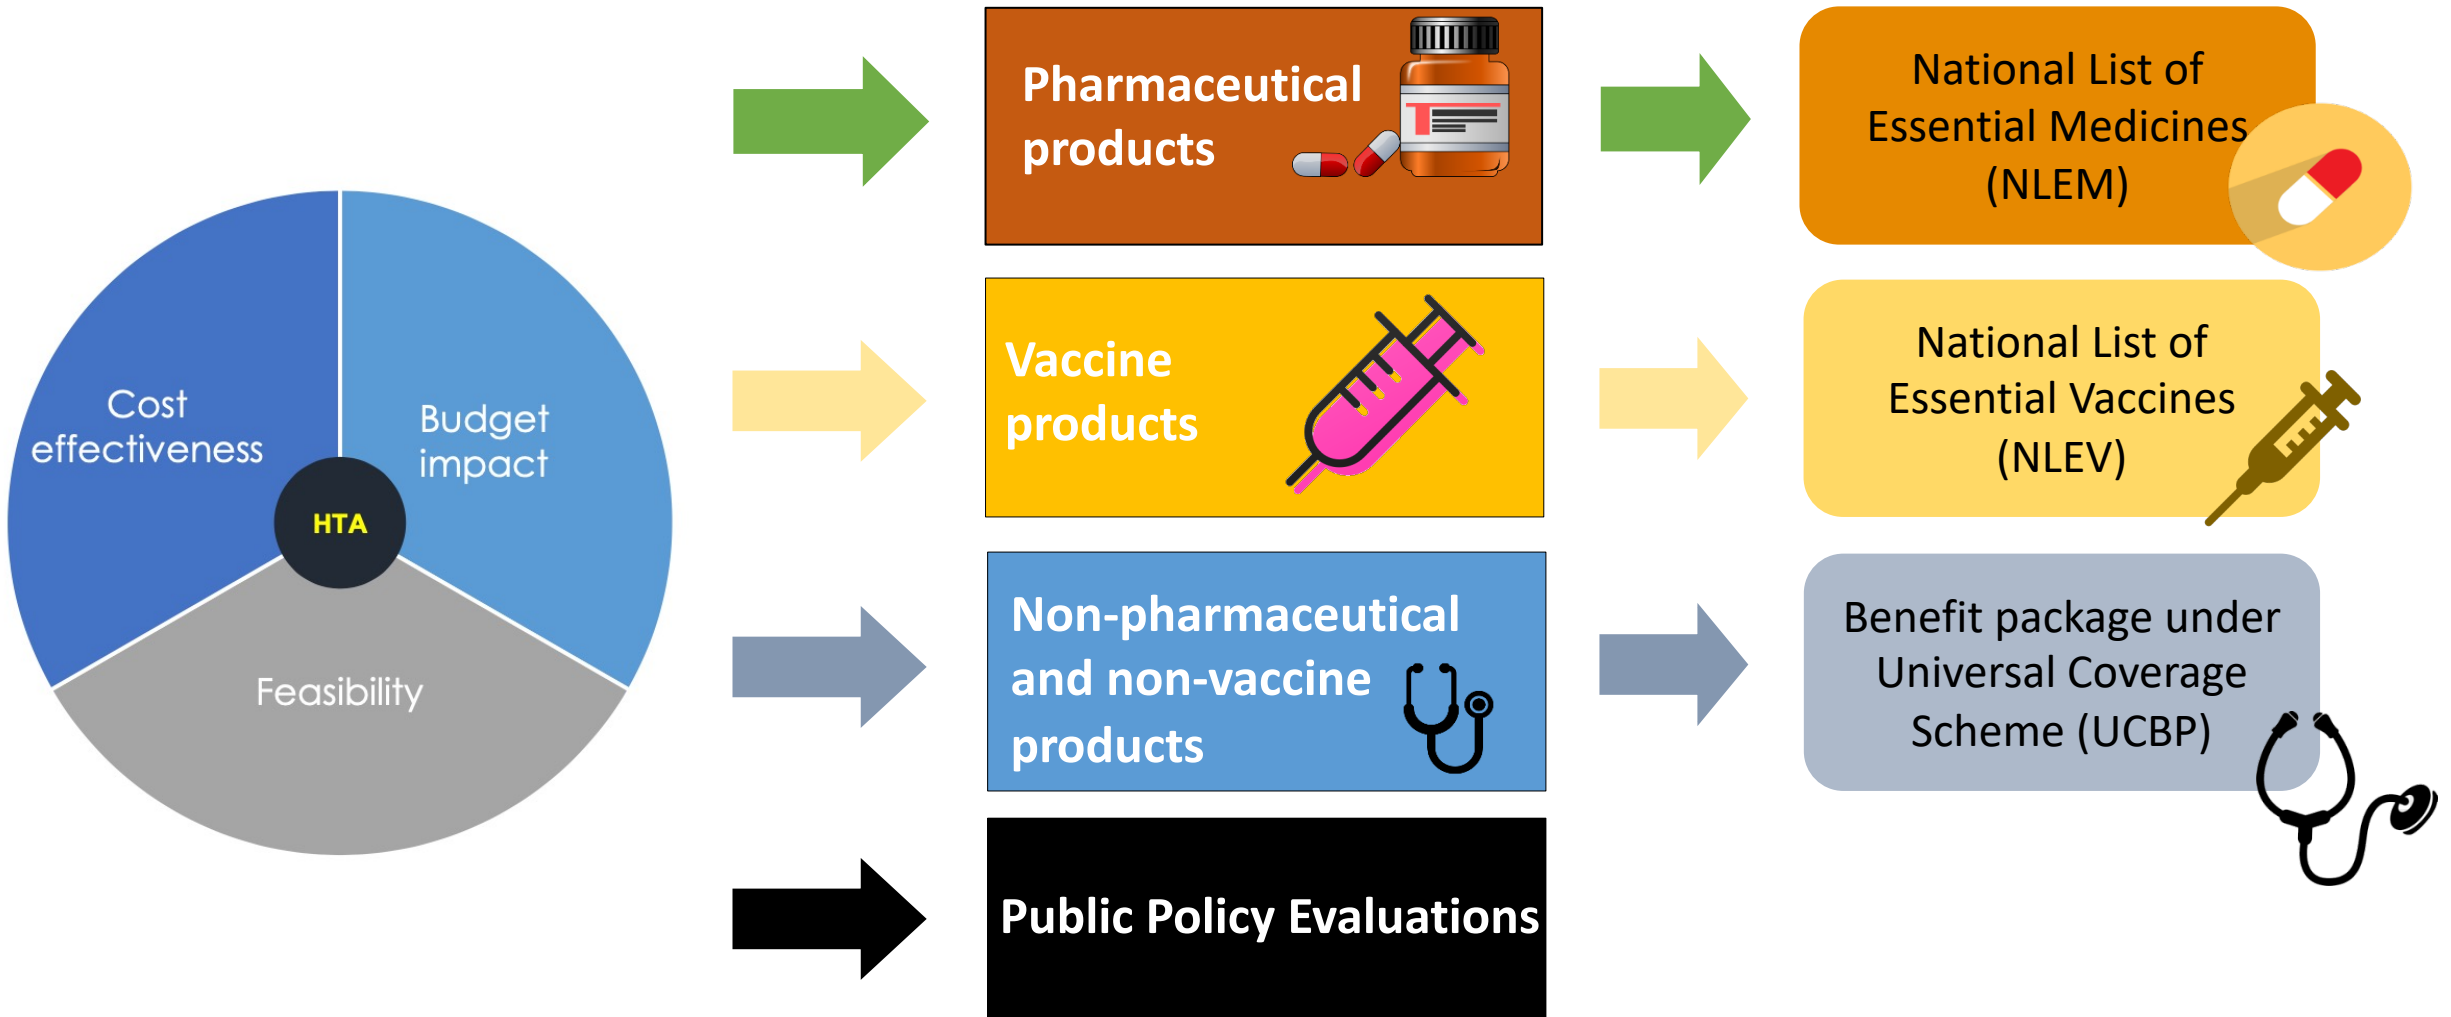 Cost
effectiveness
Budget
impact
HTA
Feasibility
Pharmaceutical
products
National List of
Essential Medicines
(NLEM)
Vaccine
products
National List of
Essential Vaccines
(NLEV)
Non-pharmaceutical
and non-vaccine
products
Benefit package under
Universal Coverage
Scheme (UCBP)
Public Policy Evaluations